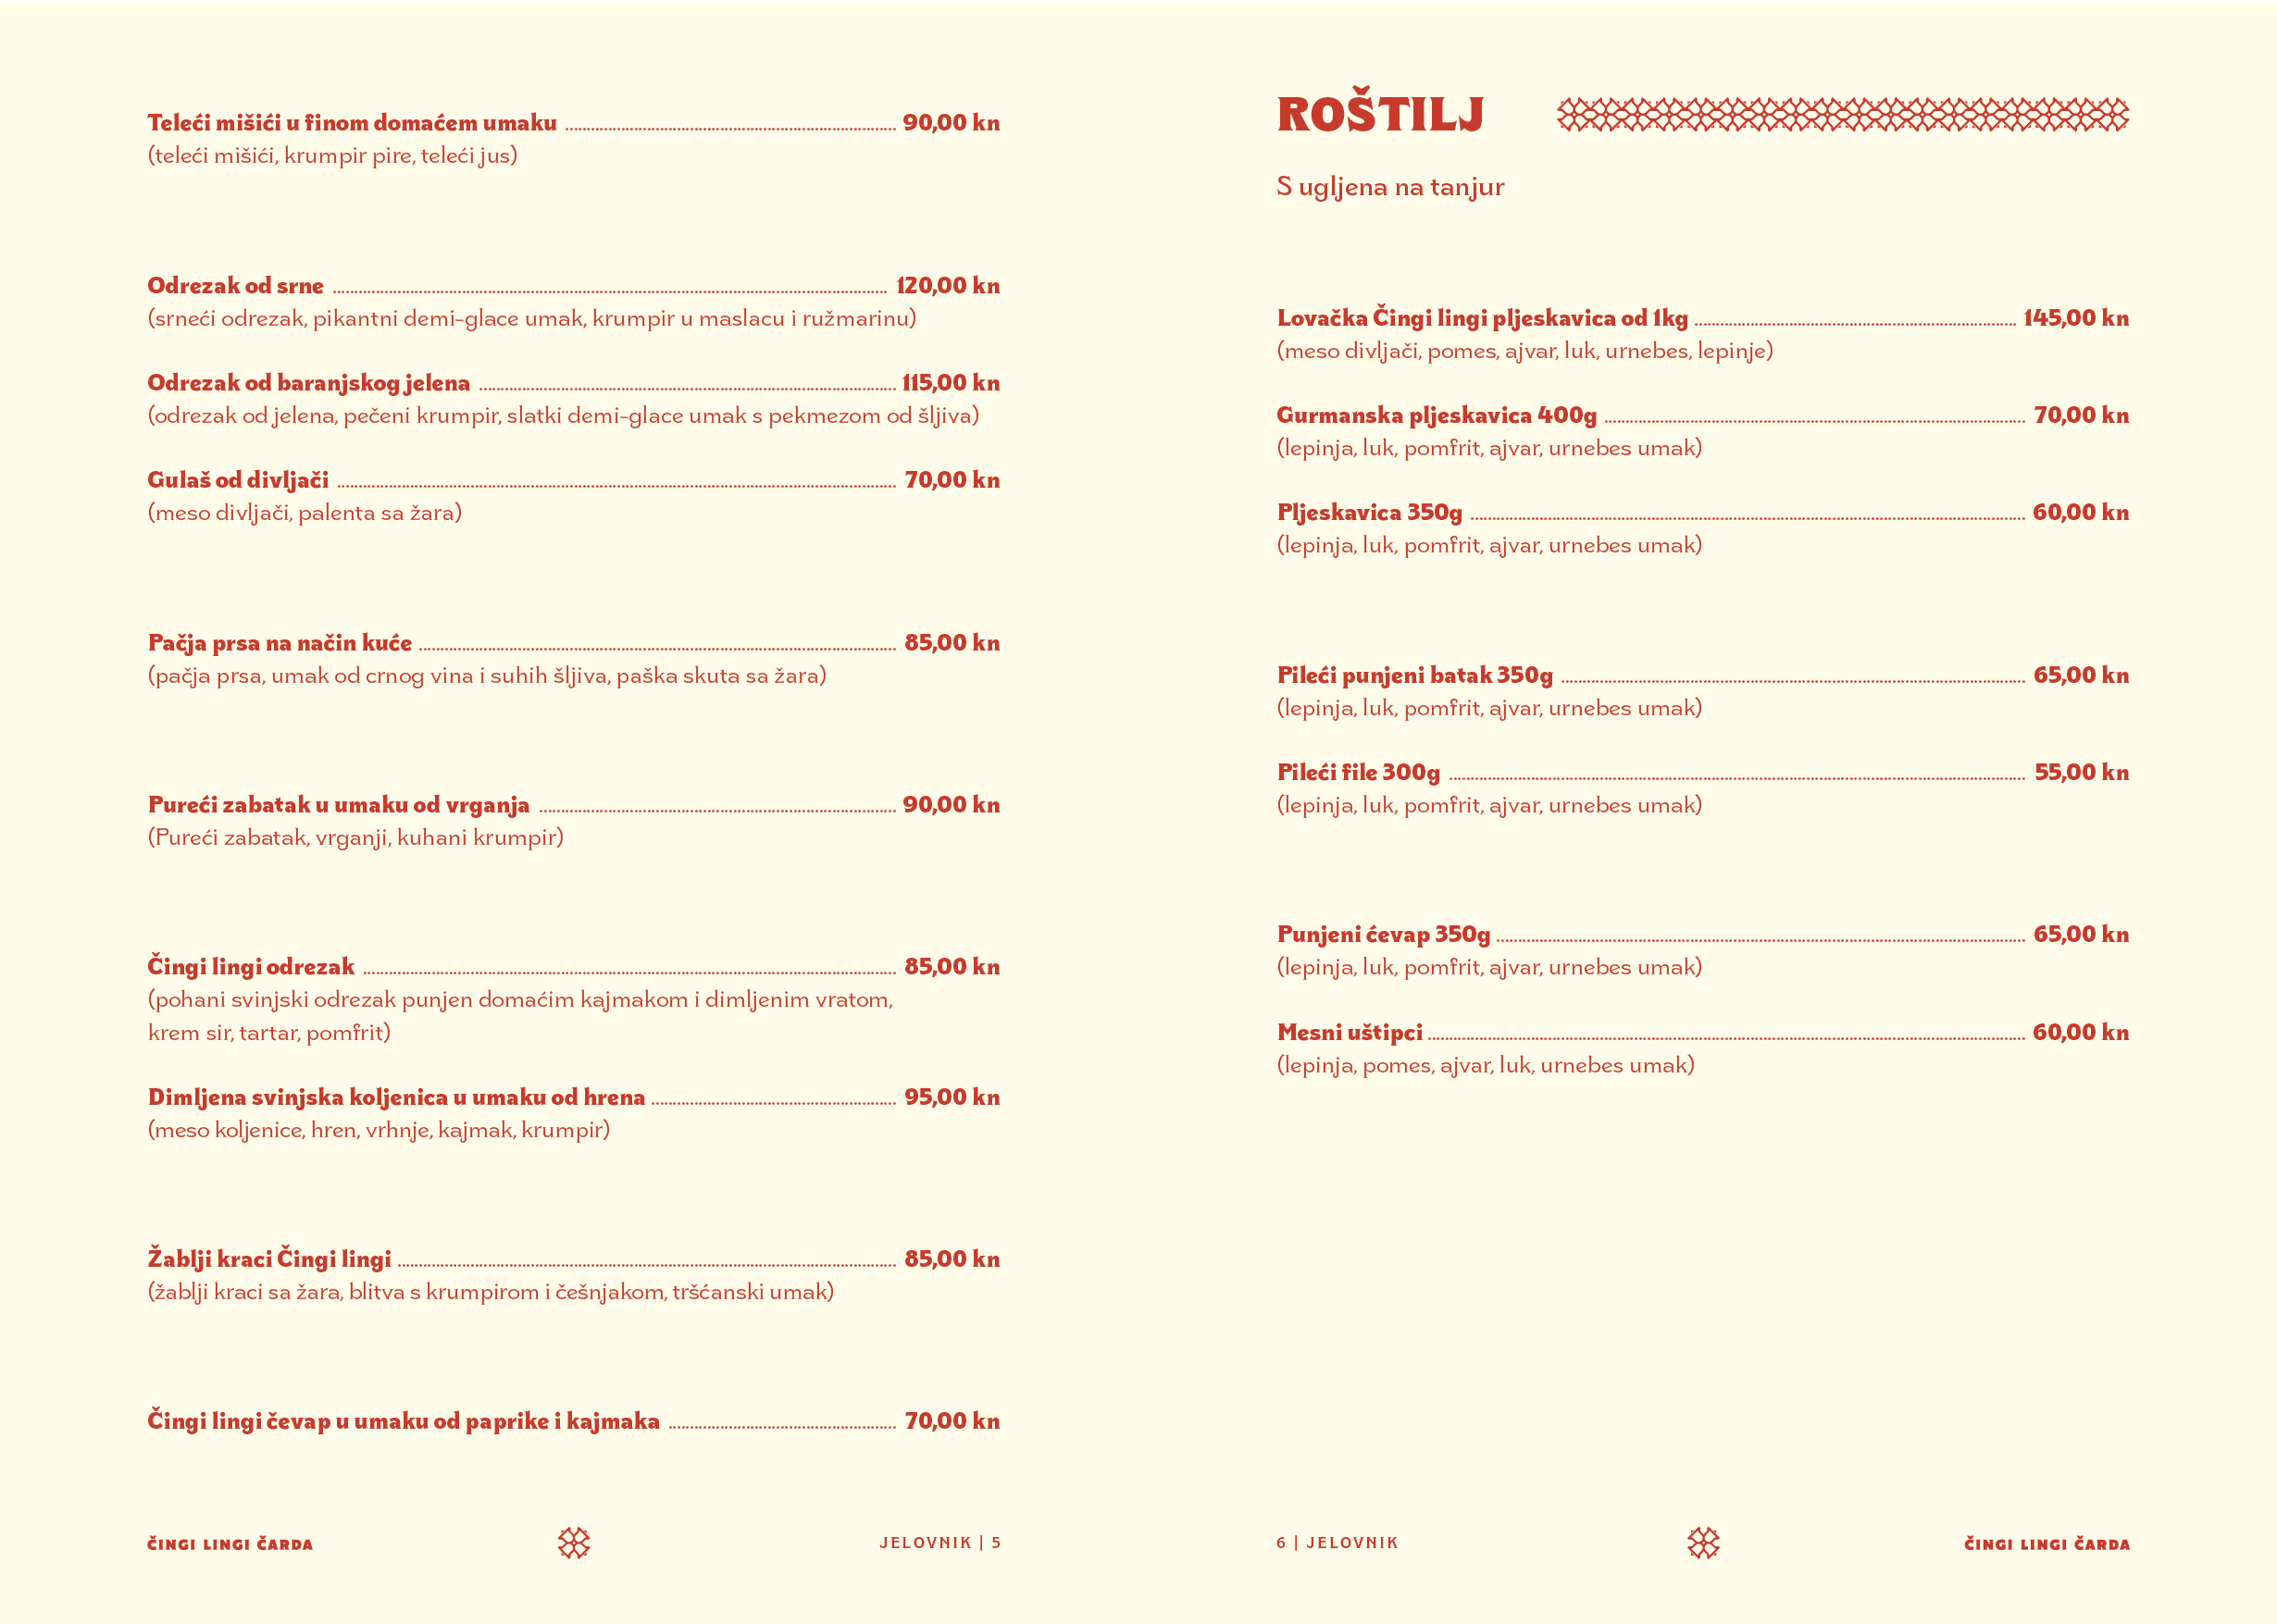 Teleći mišići u finom domaćem umaku 90,00 kn
(teleći mišići, krumpir pire, teleći jus)
Odrezak od srne 120,00 kn
(srneći odrezak, pikantni demi-glace umak, krumpir u maslacu i ružmarinu)
Odrezak od baranjskog jelena 115,00 kn
(odrezak od jelena, pečeni krumpir, slatki demi-glace umak s pekmezom od šljiva)
Gulaš od divljači 70,00 kn
(meso divljači, palenta sa žara)
Pačja prsa na način kuće 85,00 kn
(pačja prsa, umak od crnog vina i suhih šljiva, paška skuta sa žara)
Pureći zabatak u umaku od vrganja 90,00 kn
(Pureći zabatak, vrganji, kuhani krumpir)
Čingi lingi odrezak 85,00 kn
(pohani svinjski odrezak punjen domaćim kajmakom i dimljenim vratom,
krem sir, tartar, pomfrit)
Dimljena svinjska koljenica u umaku od hrena 95,00 kn
(meso koljenice, hren, vrhnje, kajmak, krumpir)
Žablji kraci Čingi lingi 85,00 kn
(žablji kraci sa žara, blitva s krumpirom i češnjakom, tršćanski umak)
Čingi lingi čevap u umaku od paprike i kajmaka 70,00 kn
ČINGI LINGI ČARDA
JELOVNIK | 5
ROŠTILJ
S ugljena na tanjur
Lovačka Čingi lingi pljeskavica od 1kg 145,00 kn
(meso divljači, pomes, ajvar, luk, urnebes, lepinje)
Gurmanska pljeskavica 400g 70,00 kn
(lepinja, luk, pomfrit, ajvar, urnebes umak)
Pljeskavica 350g 60,00 kn
(lepinja, luk, pomfrit, ajvar, urnebes umak)
Pileći punjeni batak 350g 65,00 kn
(lepinja, luk, pomfrit, ajvar, urnebes umak)
Pileći file 300g 55,00 kn
(lepinja, luk, pomfrit, ajvar, urnebes umak)
Punjeni ćevap 350g 65,00 kn
(lepinja, luk, pomfrit, ajvar, urnebes umak)
Mesni uštipci 60,00 kn
(lepinja, pomes, ajvar, luk, urnebes umak)
6 | JELOVNIK
ČINGI LINGI ČARDA